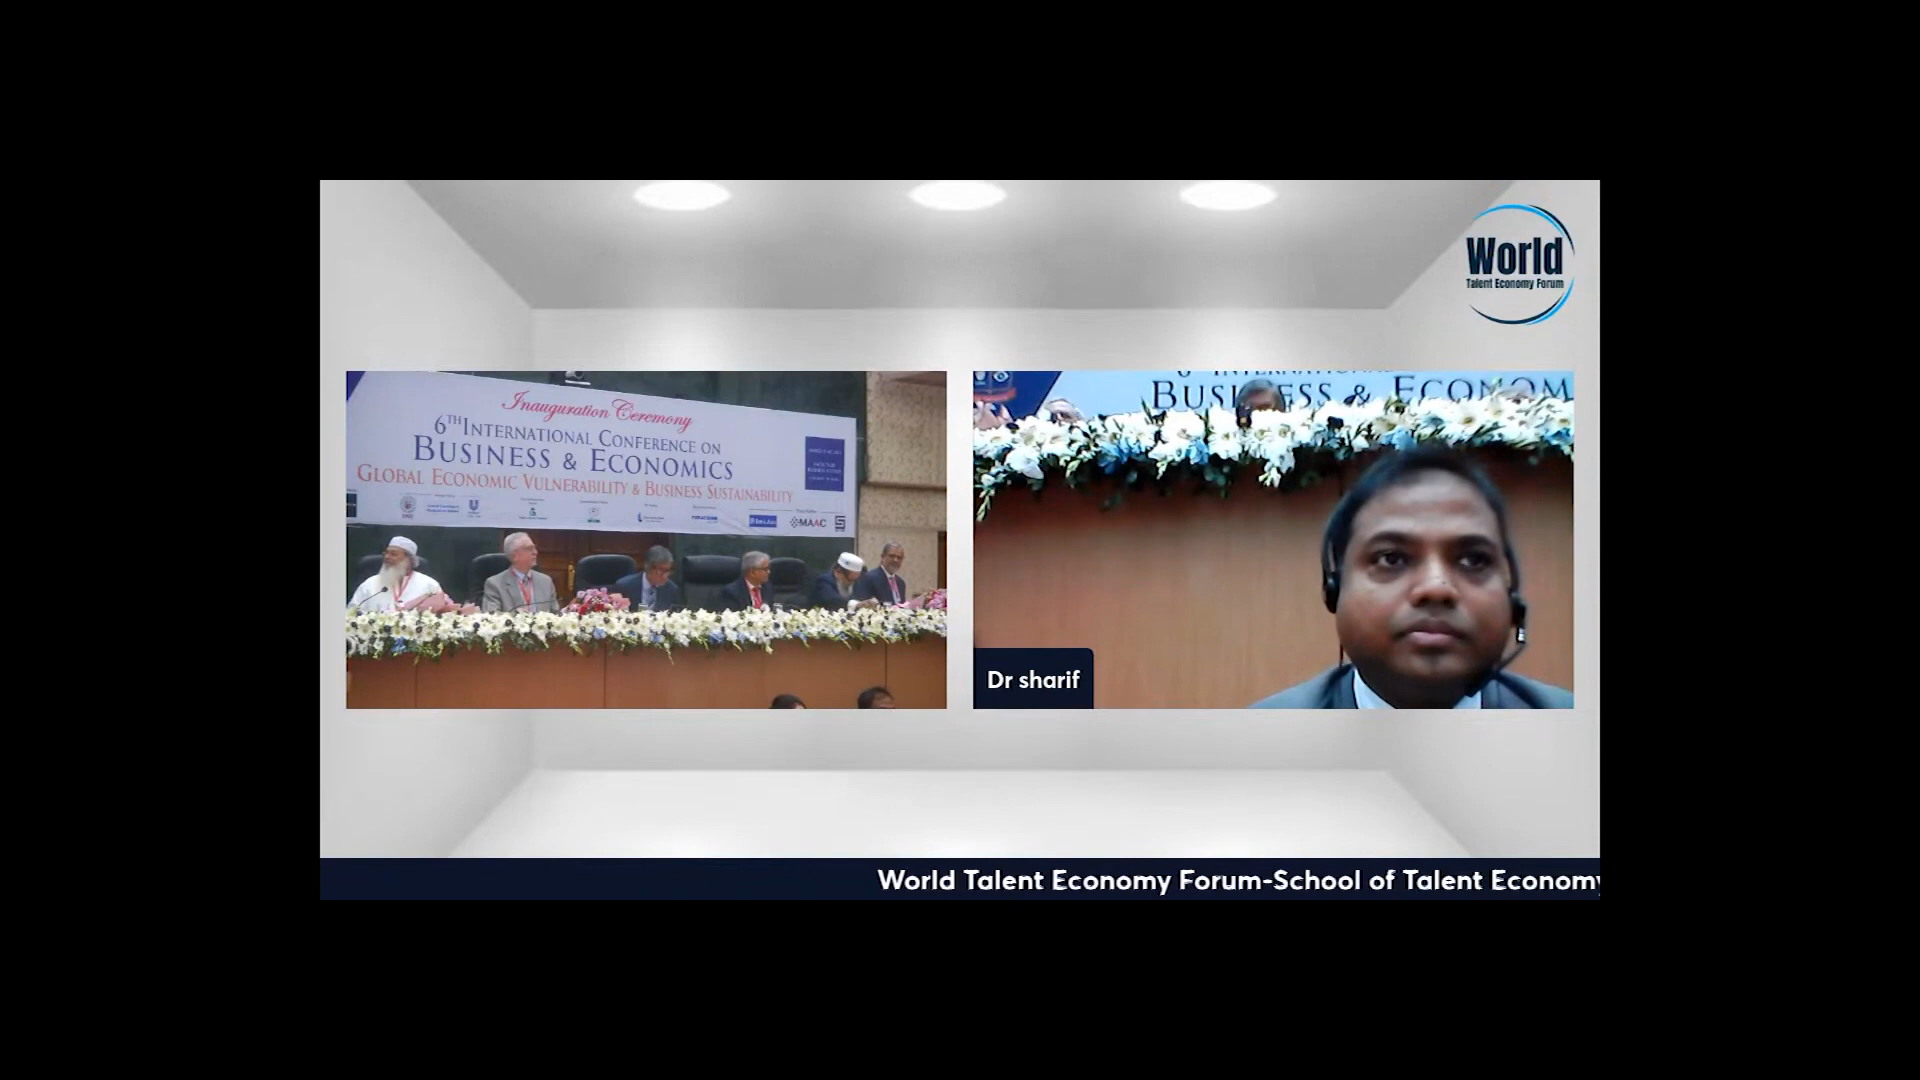 World
Talent Economy Forum
Inauguration Ceremony
6TH INTERNATIONAL CONFERENCE ON
BUSINESS & ECONOMICS
GLOBAL ECONOMIC VULNERABILITY & BUSINESS SUSTAINABILITY
MAAC
BUSINESS & ECONOM
Dr sharif
World Talent Economy Forum-School of Talent Economy